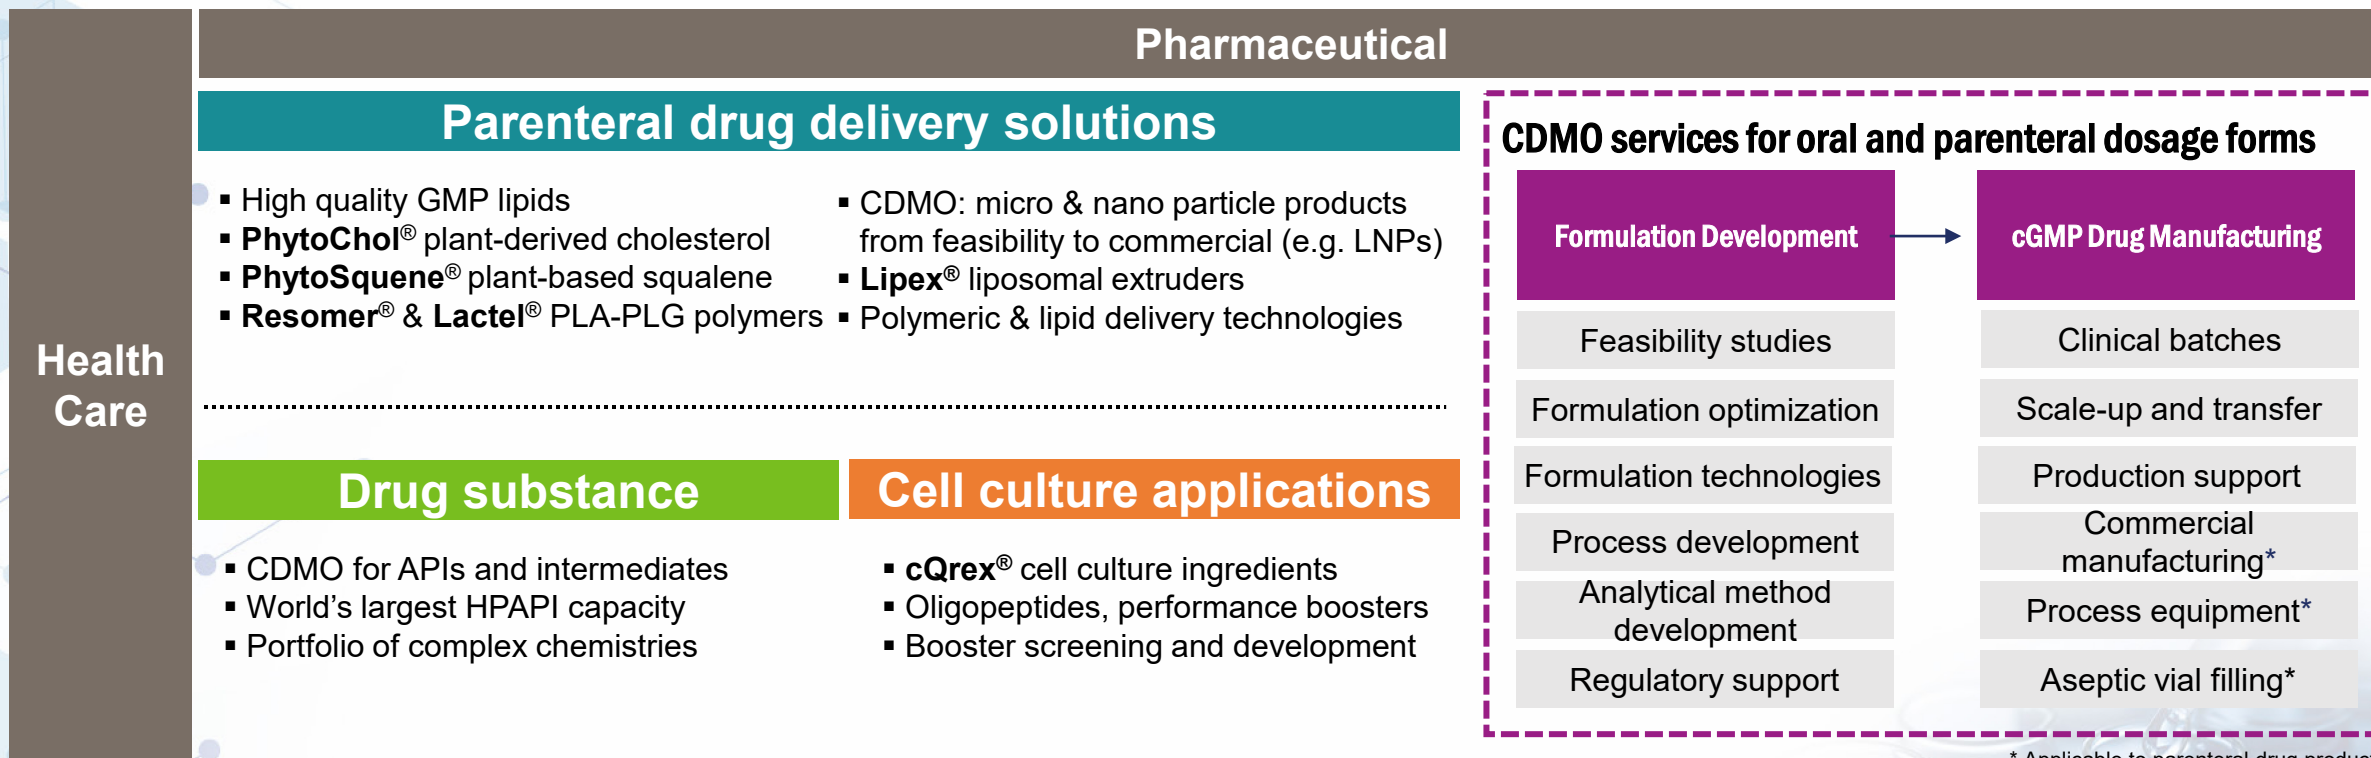 Pharmaceutical
Health
Care
Parenteral drug delivery solutions
▪ High quality GMP lipids
▪ PhytoChol® plant-derived cholesterol
▪ PhytoSquene® plant-based squalene
▪ Resomer® & Lactel® PLA-PLG polymers
▪ CDMO: micro & nano particle products
from feasibility to commercial (e.g. LNPs)
▪ Lipex® liposomal extruders
▪ Polymeric & lipid delivery technologies
Drug substance
▪ CDMO for APIs and intermediates
▪ World’s largest HPAPI capacity
▪ Portfolio of complex chemistries
Cell culture applications
▪ cQrex® cell culture ingredients
▪ Oligopeptides, performance boosters
▪ Booster screening and development
CDMO services for oral and parenteral dosage forms
Formulation Development
Feasibility studies
Formulation optimization
Formulation technologies
Process development
Analytical method
development
Regulatory support
cGMP Drug Manufacturing
Clinical batches
Scale-up and transfer
Production support
Commercial
manufacturing*
Process equipment*
Aseptic vial filling*
* Applicable to parenteral drug product